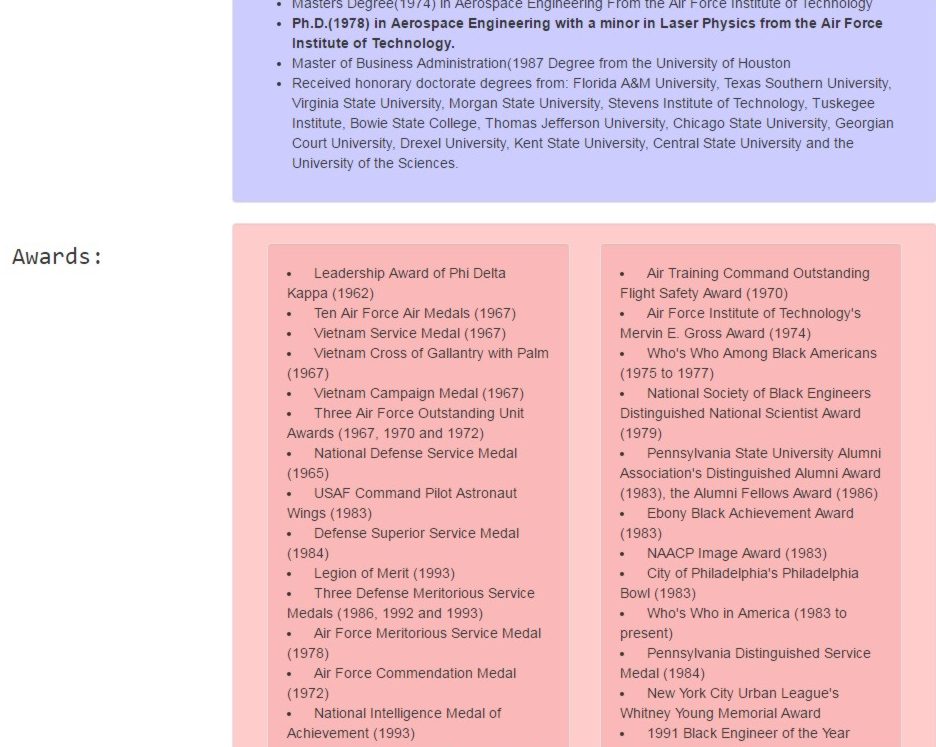 • Masters Degree(1974) in Aerospace Engineering From the Air Force Institute of Technology
• Ph.D.(1978) in Aerospace Engineering with a minor in Laser Physics from the Air Force
Institute of Technology.
• Master of Business Administration(1987 Degree from the University of Houston
• Received honorary doctorate degrees from: Florida A&M University, Texas Southern University,
Virginia State University, Morgan State University, Stevens Institute of Technology, Tuskegee
Institute, Bowie State College, Thomas Jefferson University, Chicago State University, Georgian
Court University, Drexel University, Kent State University, Central State University and the
University of the Sciences.
Awards:
• Leadership Award of Phi Delta
Kappa (1962)
• Ten Air Force Air Medals (1967)
• Vietnam Service Medal (1967)
• Vietnam Cross of Gallantry with Palm
(1967)
• Vietnam Campaign Medal (1967)
• Three Air Force Outstanding Unit
Awards (1967, 1970 and 1972)
• National Defense Service Medal
(1965)
• USAF Command Pilot Astronaut
Wings (1983)
• Defense Superior Service Medal
(1984)
• Legion of Merit (1993)
• Three Defense Meritorious Service
Medals (1986, 1992 and 1993)
• Air Force Meritorious Service Medal
(1978)
• Air Force Commendation Medal
(1972)
• National Intelligence Medal of
Achievement (1993)
• Air Training Command Outstanding
Flight Safety Award (1970)
• Air Force Institute of Technology's
Mervin E. Gross Award (1974)
• Who's Who Among Black Americans
(1975 to 1977)
• National Society of Black Engineers
Distinguished National Scientist Award
(1979)
• Pennsylvania State University Alumni
Association's Distinguished Alumni Award
(1983), the Alumni Fellows Award (1986)
• Ebony Black Achievement Award
(1983)
• NAACP Image Award (1983)
• City of Philadelphia's Philadelphia
Bowl (1983)
• Who's Who in America (1983 to
present)
• Pennsylvania Distinguished Service
Medal (1984)
• New York City Urban League's
Whitney Young Memorial Award
• 1991 Black Engineer of the Year